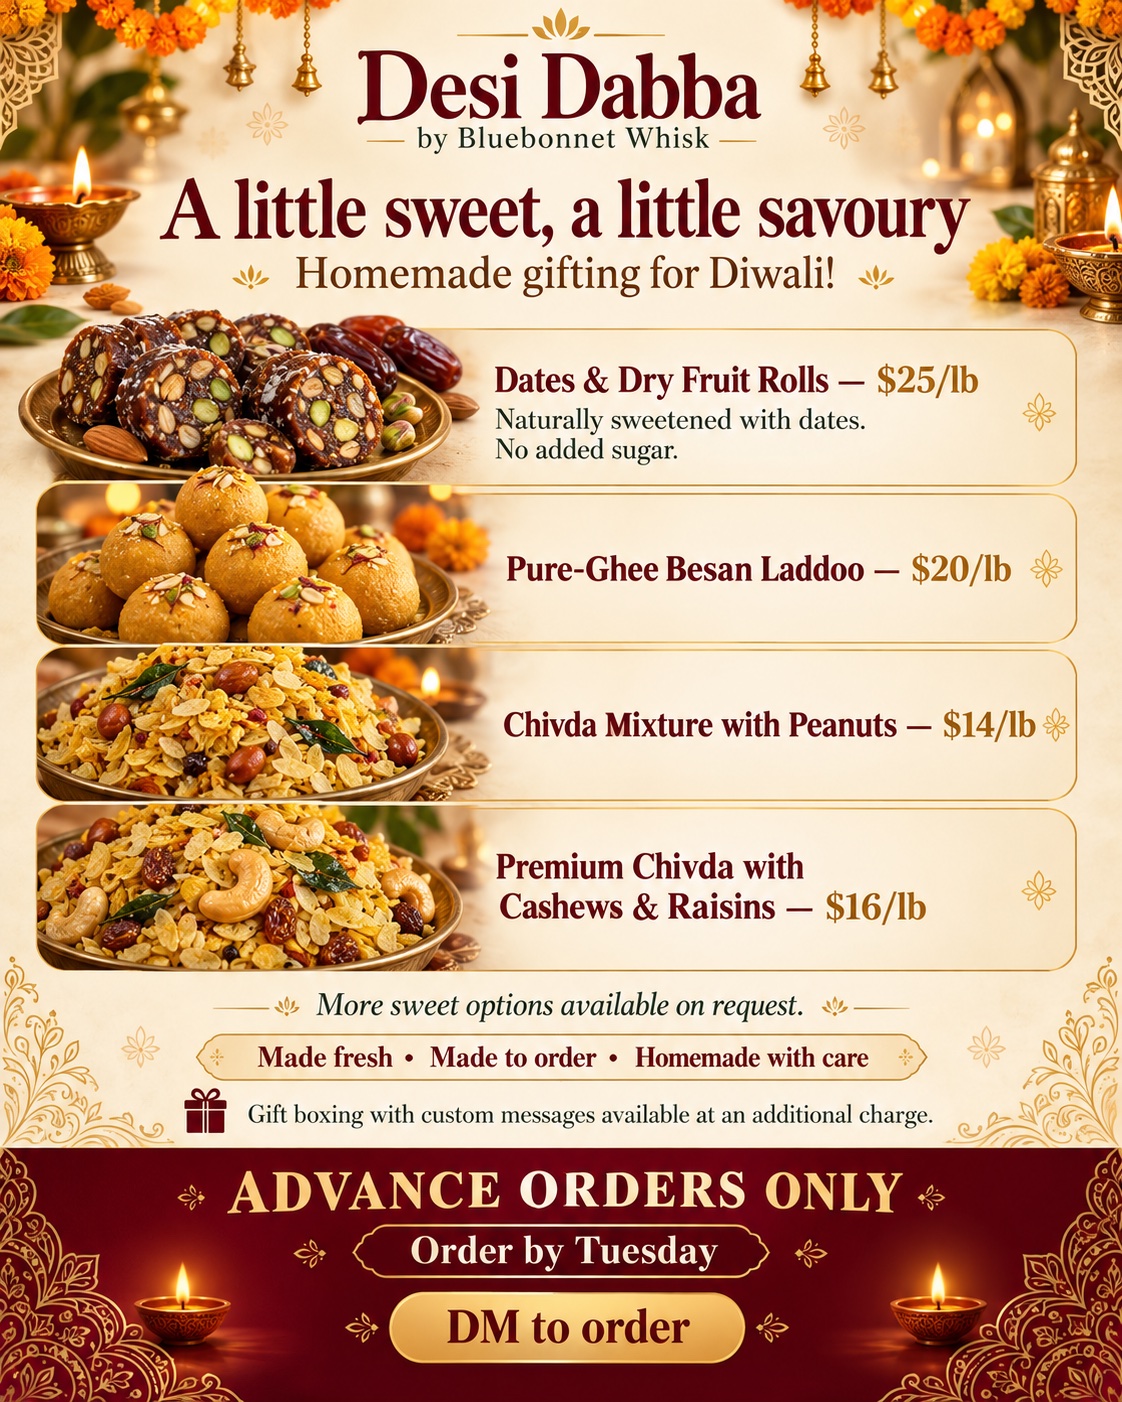 Desi Dabba
by Bluebonnet Whisk
A little sweet, a little savoury
Homemade gifting for Diwali!
Dates & Dry Fruit Rolls — $25/lb
Naturally sweetened with dates.
No added sugar.
Pure-Ghee Besan Laddoo — $20/lb
Chivda Mixture with Peanuts — $14/lb
Premium Chivda with
Cashews & Raisins — $16/lb
More sweet options available on request.
Made fresh • Made to order • Homemade with care
Gift boxing with custom messages available at an additional charge.
ADVANCE ORDERS ONLY
Order by Tuesday
DM to order